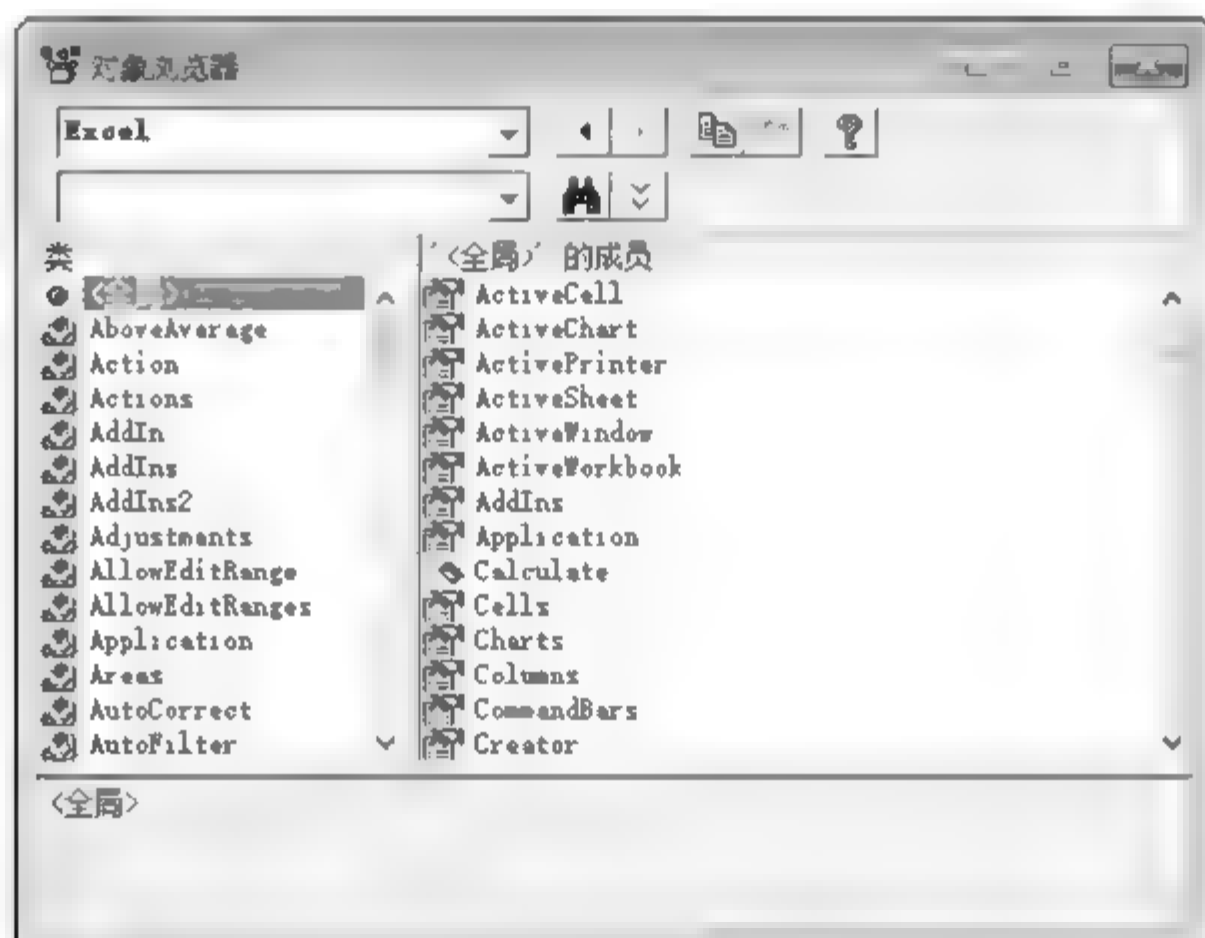 对象浏览器
Excel
类
'<全局>' 的成员
<全局>
AboveAverage
Action
Actions
AddIn
AddIns
AddIns2
Adjustments
AllowEditRange
AllowEditRanges
Application
Areas
AutoCorrect
AutoFilter
ActiveCell
ActiveChart
ActivePrinter
ActiveSheet
ActiveWindow
ActiveWorkbook
AddIns
Application
Calculate
Cells
Charts
Columns
CommandBars
Creator
<全局>